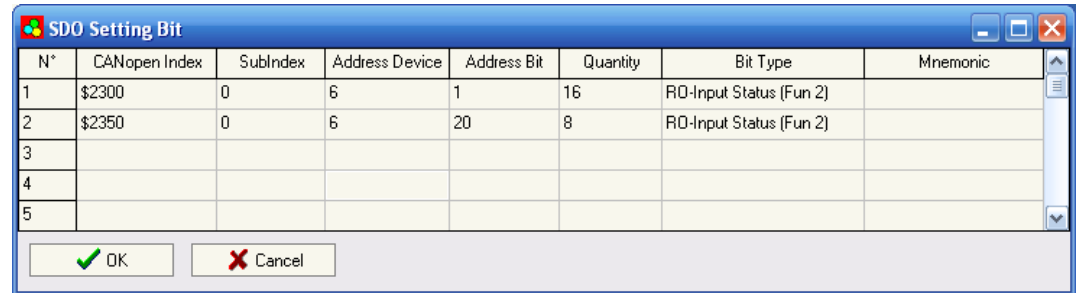 SDO Setting Bit
N° CANopen Index SubIndex Address Device Address Bit Quantity Bit Type Mnemonic
1 $2300 0 6 1 16 RO-Input Status (Fun 2)
2 $2350 0 6 20 8 RO-Input Status (Fun 2)
3
4
5
OK Cancel